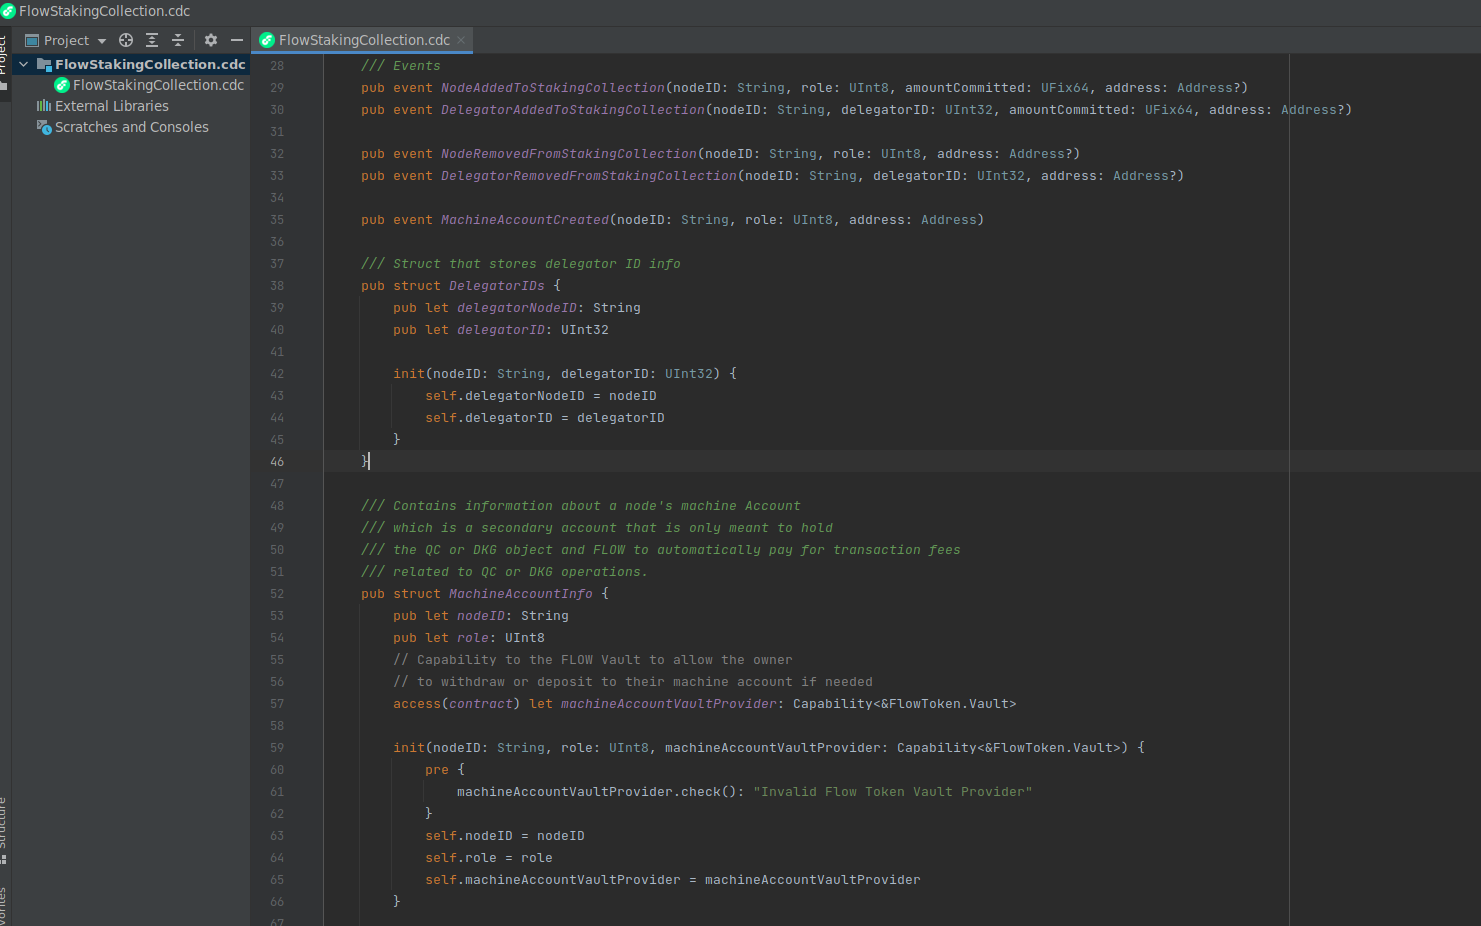 FlowStakingCollection.cdc
Project
Project
FlowStakingCollection.cdc
FlowStakingCollection.cdc
FlowStakingCollection.cdc
External Libraries
Scratches and Consoles
Structure
28 /// Events
29 pub event NodeAddedToStakingCollection(nodeID: String, role: UInt8, amountCommitted: UFix64, address: Address?)
30 pub event DelegatorAddedToStakingCollection(nodeID: String, delegatorID: UInt32, amountCommitted: UFix64, address: Address?)
31
32 pub event NodeRemovedFromStakingCollection(nodeID: String, role: UInt8, address: Address?)
33 pub event DelegatorRemovedFromStakingCollection(nodeID: String, delegatorID: UInt32, address: Address?)
34
35 pub event MachineAccountCreated(nodeID: String, role: UInt8, address: Address)
36
37 /// Struct that stores delegator ID info
38 pub struct DelegatorIDs {
39 pub let delegatorNodeID: String
40 pub let delegatorID: UInt32
41
42 init(nodeID: String, delegatorID: UInt32) {
43 self.delegatorNodeID = nodeID
44 self.delegatorID = delegatorID
45 }
46 }
47
48 /// Contains information about a node's machine Account
49 /// which is a secondary account that is only meant to hold
50 /// the QC or DKG object and FLOW to automatically pay for transaction fees
51 /// related to QC or DKG operations.
52 pub struct MachineAccountInfo {
53 pub let nodeID: String
54 pub let role: UInt8
55 // Capability to the FLOW Vault to allow the owner
56 // to withdraw or deposit to their machine account if needed
57 access(contract) let machineAccountVaultProvider: Capability<&FlowToken.Vault>
58
59 init(nodeID: String, role: UInt8, machineAccountVaultProvider: Capability<&FlowToken.Vault>) {
60 pre {
61 machineAccountVaultProvider.check(): "Invalid Flow Token Vault Provider"
62 }
63 self.nodeID = nodeID
64 self.role = role
65 self.machineAccountVaultProvider = machineAccountVaultProvider
66 }
67